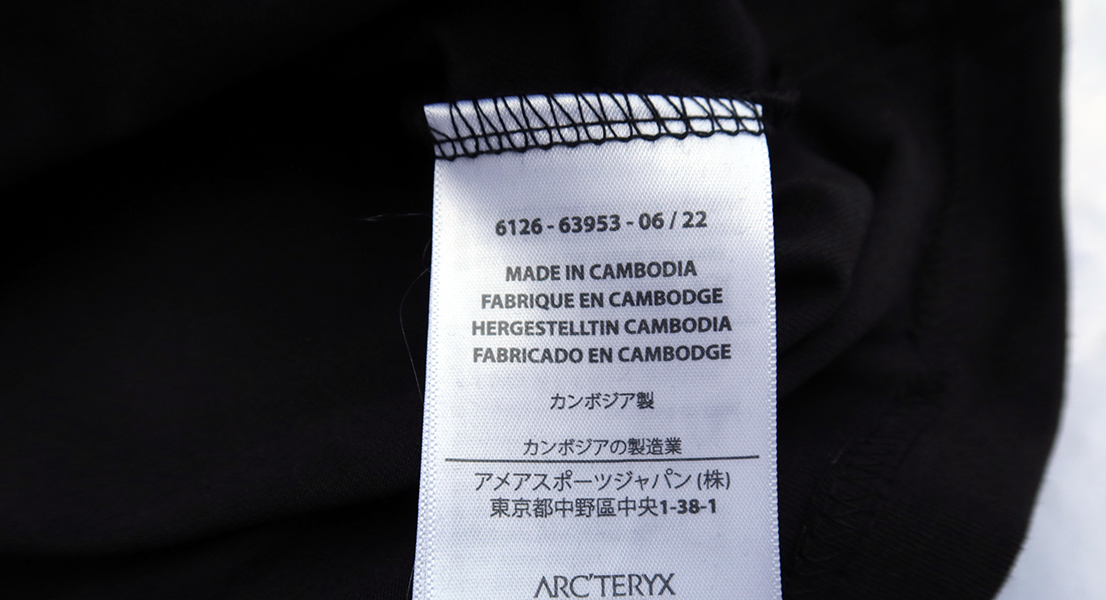 6126 - 63953 - 06 / 22
MADE IN CAMBODIA
FABRIQUE EN CAMBODGE
HERGESTELLTIN CAMBODIA
FABRICADO EN CAMBODGE
カンボジア製
カンボジアの製造業
アメアスポーツジャパン (株)
東京都中野區中央1-38-1
ARC'TERYX